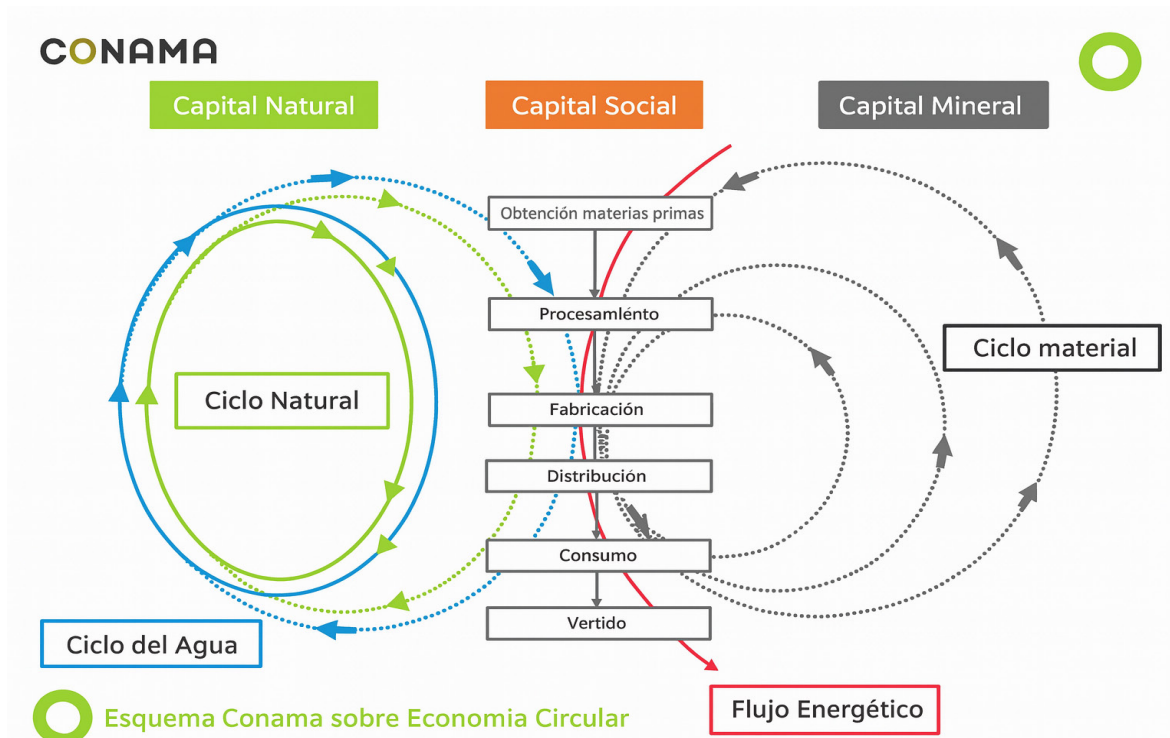 CONAMA
Capital Natural
Capital Social
Capital Mineral
Obtención materias primas
Procesamlénto
Ciclo material
Ciclo Natural
Fabricación
Distribución
Consumo
Vertido
Ciclo del Agua
Flujo Energético
Esquema Conama sobre Economia Circular